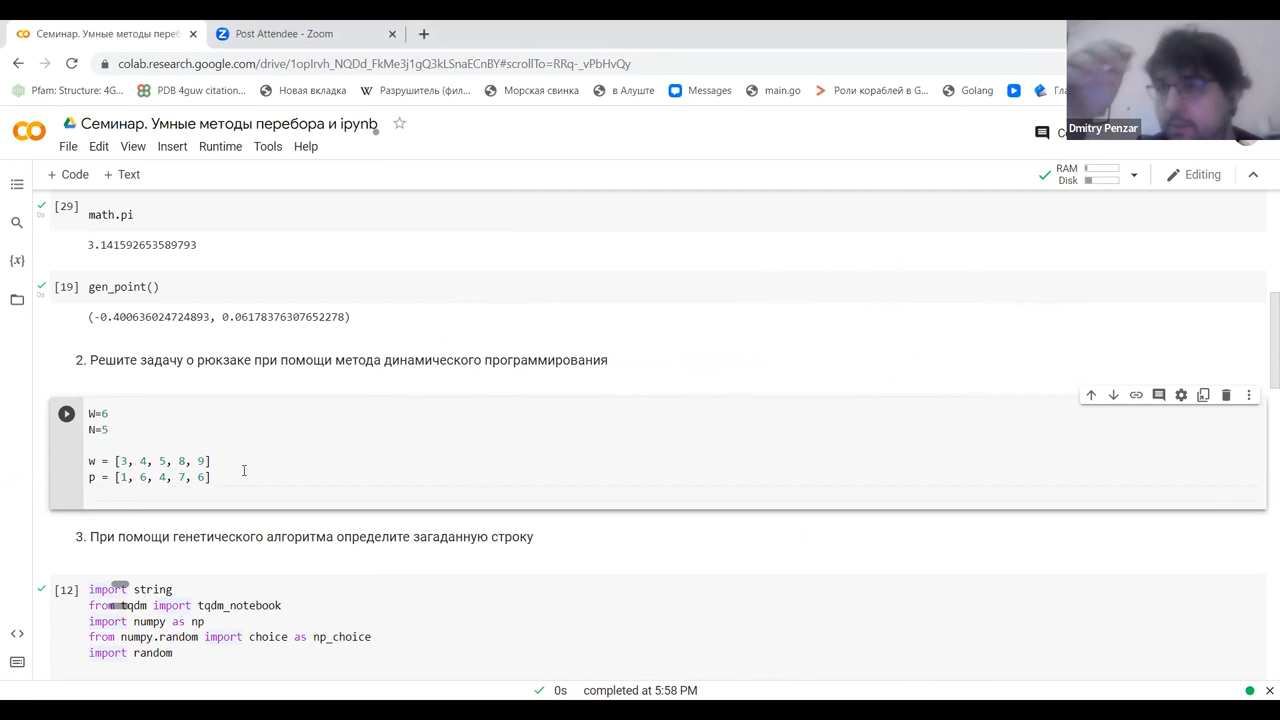 Семинар. Умные методы переб
Post Attendee - Zoom
colab.research.google.com/drive/1opIrvh_NQDd_FkMe3j1gQ3kLSnaECnBY#scrollTo=RRq-_vPbHvQy
Pfam: Structure: 4G...
PDB 4guw citation...
Новая вкладка
Разрушитель (фил...
Морская свинка
в Алуште
Messages
main.go
Роли кораблей в G...
Golang
Dmitry Penzar
Семинар. Умные методы перебора и ipynb
File Edit View Insert Runtime Tools Help
+ Code + Text
RAM
Disk
Editing
[29]
math.pi
3.141592653589793
[19] gen_point()
(-0.400636024724893, 0.06178376307652278)
2. Решите задачу о рюкзаке при помощи метода динамического программирования
W=6
N=5
w = [3, 4, 5, 8, 9]
p = [1, 6, 4, 7, 6]
3. При помощи генетического алгоритма определите загаданную строку
[12] import string
from tqdm import tqdm_notebook
import numpy as np
from numpy.random import choice as np_choice
import random
0s completed at 5:58 PM